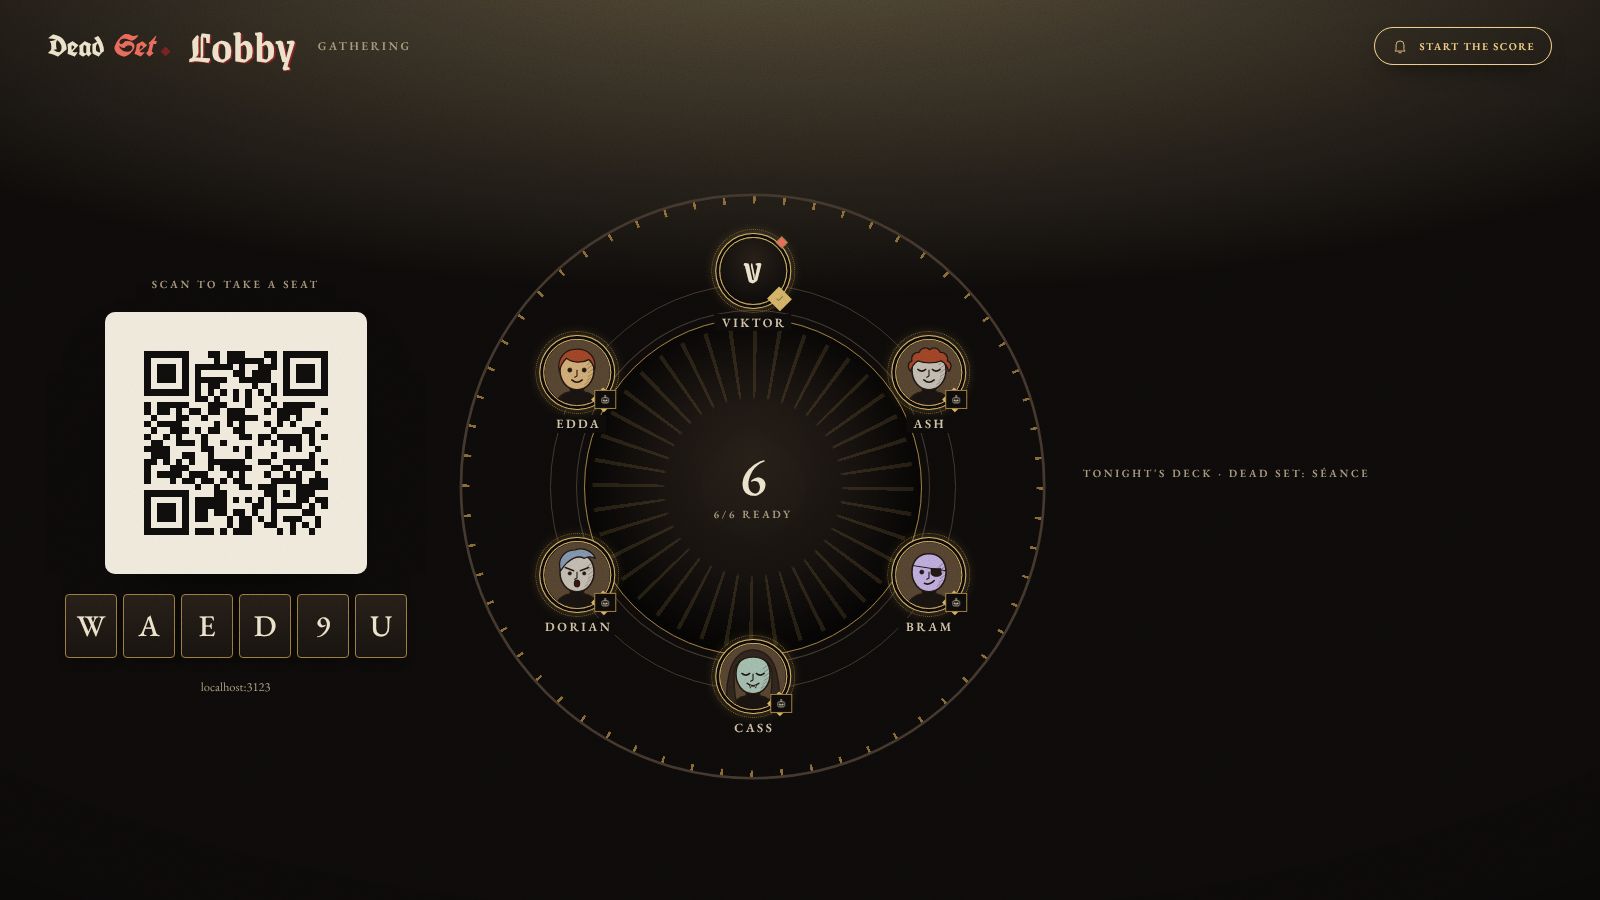 Dead Set Lobby GATHERING
START THE SCORE
SCAN TO TAKE A SEAT
W A E D 9 U
localhost:3123
V
VIKTOR
EDDA
ASH
6
6/6 READY
DORIAN
BRAM
CASS
TONIGHT'S DECK · DEAD SET: SÉANCE